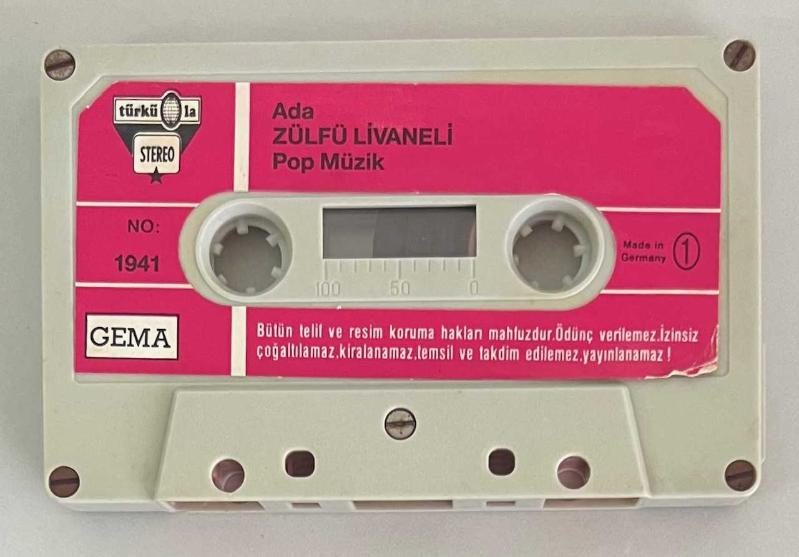 türkü la
STEREO
Ada
ZÜLFÜ LİVANELİ
Pop Müzik
NO:
1941
100 50 0
Made in
Germany
1
GEMA
Bütün telif ve resim koruma hakları mahfuzdur.Ödünç verilemez.İzinsiz
çoğaltılamaz,kiralanamaz,temsil ve takdim edilemez,yayınlanamaz!